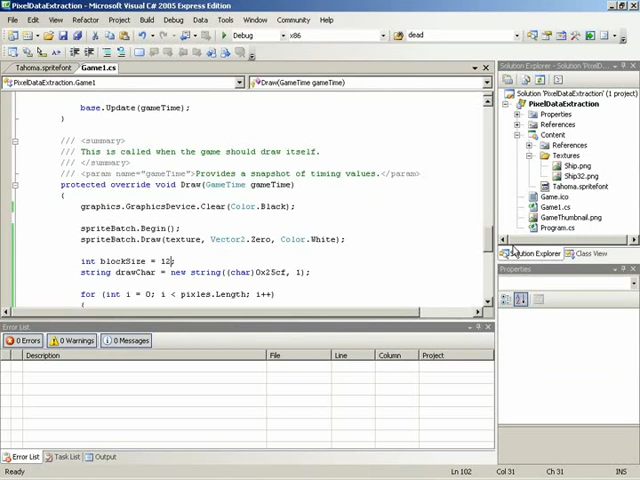 PixelDataExtraction - Microsoft Visual C# 2005 Express Edition
File Edit View Refactor Project Build Debug Data Tools Window Community Help
Debug x86 dead
Tahoma.spritefont Game1.cs
PixelDataExtraction.Game1 Draw(GameTime gameTime)
base.Update(gameTime);
}
/// <summary>
/// This is called when the game should draw itself.
/// </summary>
/// <param name="gameTime">Provides a snapshot of timing values.</param>
protected override void Draw(GameTime gameTime)
{
graphics.GraphicsDevice.Clear(Color.Black);
spriteBatch.Begin();
spriteBatch.Draw(texture, Vector2.Zero, Color.White);
int blockSize = 12;
string drawChar = new string((char)0x25cf, 1);
for (int i = 0; i < pixles.Length; i++)
{
Solution Explorer - Solution 'PixelD...
Solution 'PixelDataExtraction' (1 project)
PixelDataExtraction
Properties
References
Content
References
Textures
Ship.png
Ship32.png
Tahoma.spritefont
Game.ico
Game1.cs
GameThumbnail.png
Program.cs
Solution Explorer Class View
Properties
Error List
0 Errors 0 Warnings 0 Messages
Description File Line Column Project
Error List Task List Output
Ready Ln 102 Col 31 Ch 31